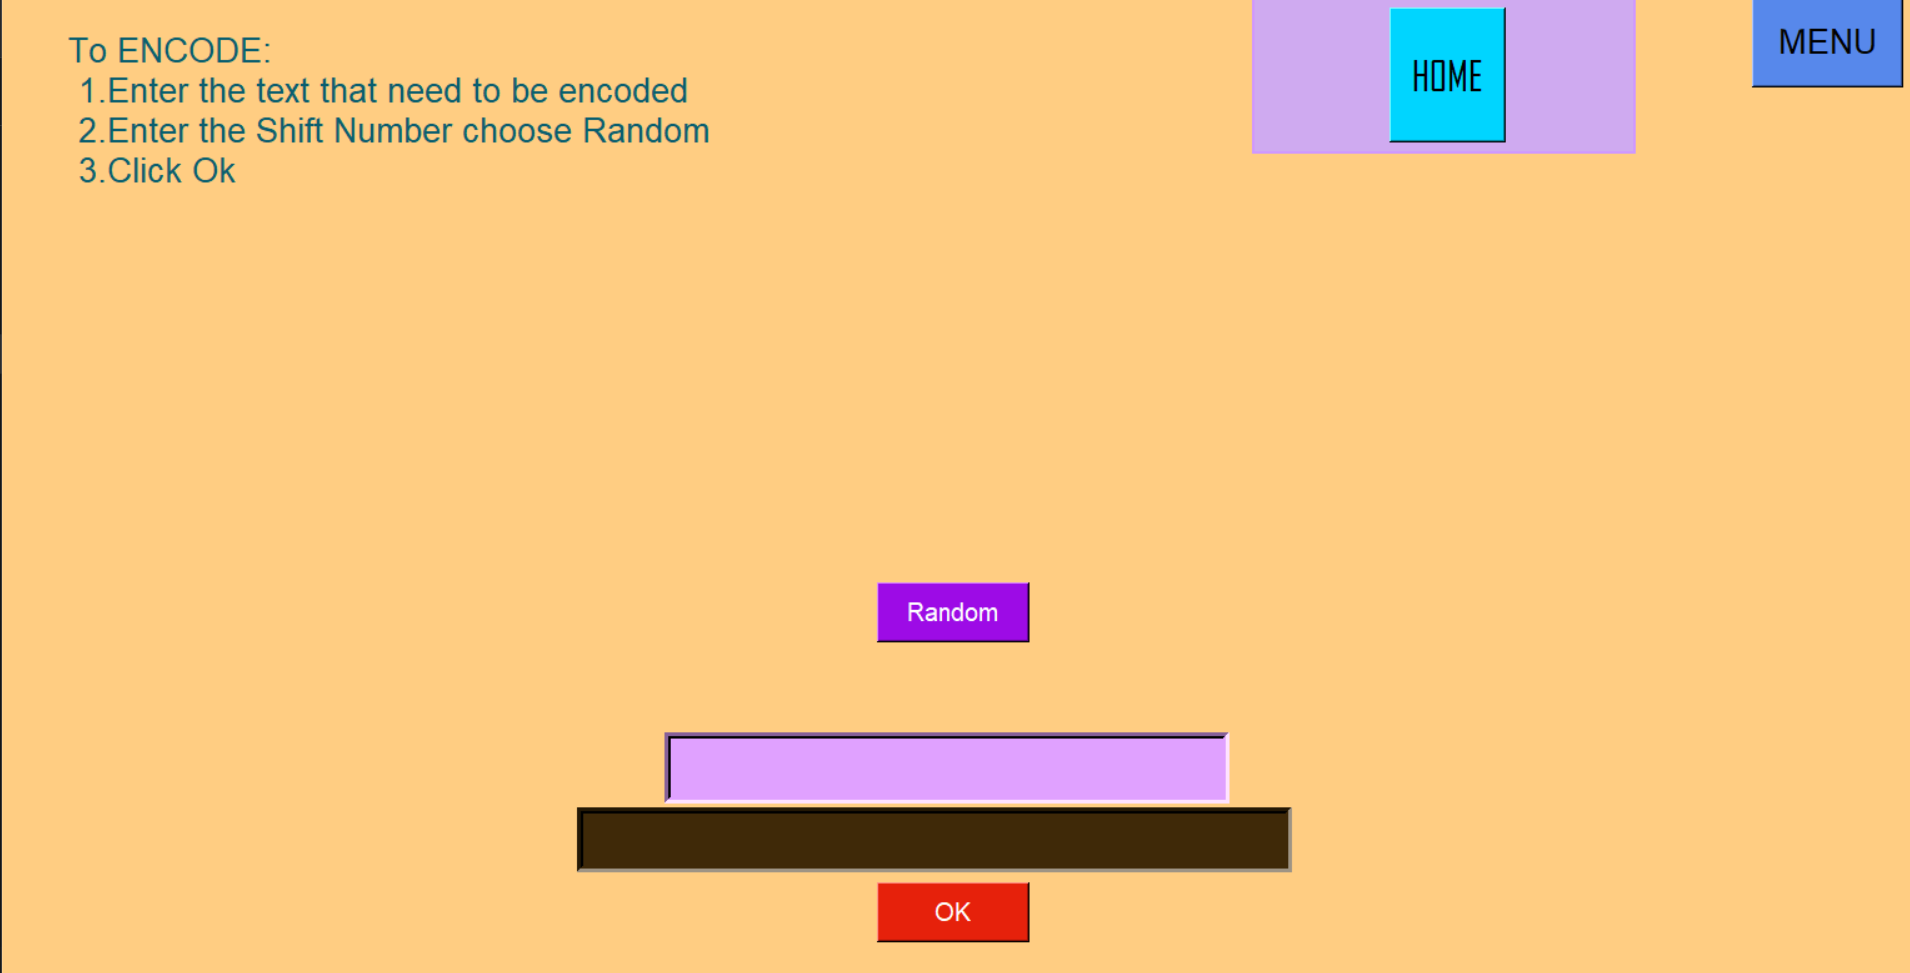 To ENCODE:
1.Enter the text that need to be encoded
2.Enter the Shift Number choose Random
3.Click Ok
HOME
MENU
Random
OK